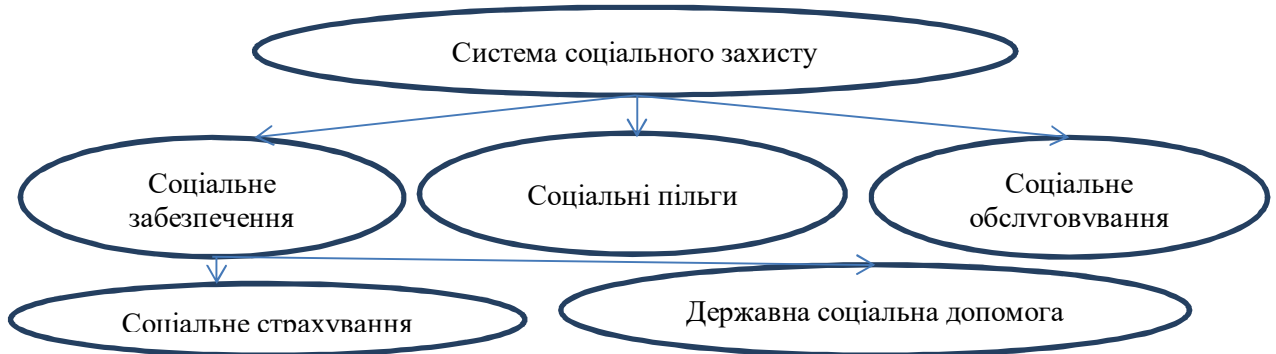 Система соціального захисту
Соціальне
забезпечення
Соціальні пільги
Соціальне
обслуговування
Соціальне страхування
Державна соціальна допомога